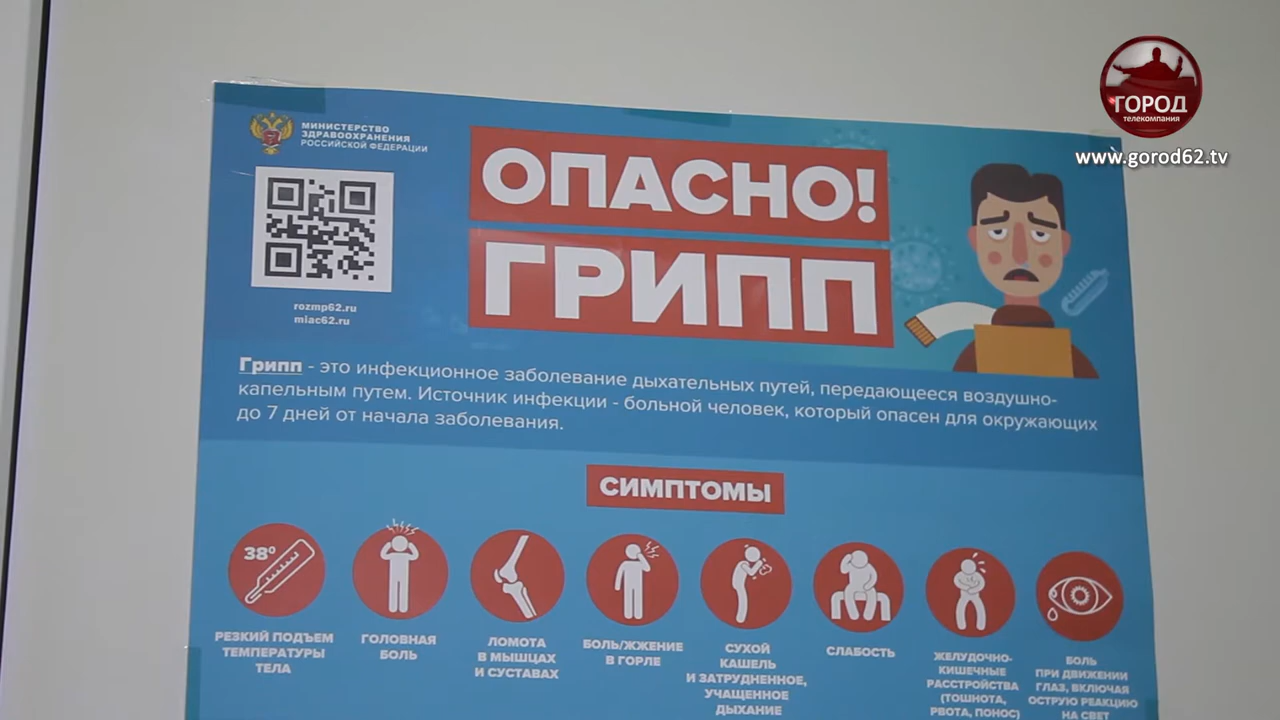 ГОРОД
телекомпания
www.gorod62.tv
МИНИСТЕРСТВО
ЗДРАВООХРАНЕНИЯ
РОССИЙСКОЙ ФЕДЕРАЦИИ
rozmp62.ru
miac62.ru
ОПАСНО!
ГРИПП
Грипп - это инфекционное заболевание дыхательных путей, передающееся воздушно-
капельным путем. Источник инфекции - больной человек, который опасен для окружающих
до 7 дней от начала заболевания.
СИМПТОМЫ
38⁰
РЕЗКИЙ ПОДЪЕМ
ТЕМПЕРАТУРЫ
ТЕЛА
ГОЛОВНАЯ
БОЛЬ
ЛОМОТА
В МЫШЦАХ
И СУСТАВАХ
БОЛЬ/ЖЖЕНИЕ
В ГОРЛЕ
СУХОЙ
КАШЕЛЬ
И ЗАТРУДНЕННОЕ,
УЧАЩЕННОЕ
ДЫХАНИЕ
СЛАБОСТЬ
ЖЕЛУДОЧНО-
КИШЕЧНЫЕ
РАССТРОЙСТВА
(ТОШНОТА,
РВОТА, ПОНОС)
БОЛЬ
ПРИ ДВИЖЕНИИ
ГЛАЗ, ВКЛЮЧАЯ
ОСТРУЮ РЕАКЦИЮ
НА СВЕТ